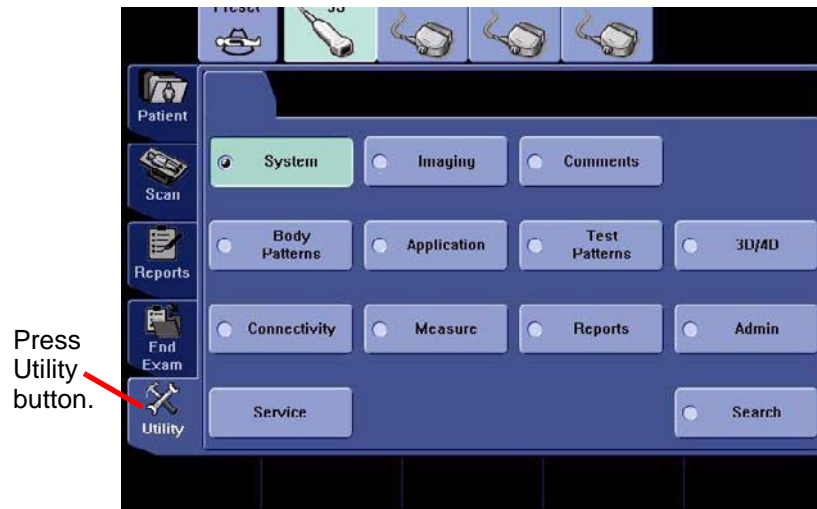 Preset
Patient
System
Imaging
Comments
Scan
Body
Patterns
Application
Test
Patterns
3D/4D
Reports
Connectivity
Measure
Reports
Admin
End
Exam
Press
Utility
button.
Service
Search
Utility